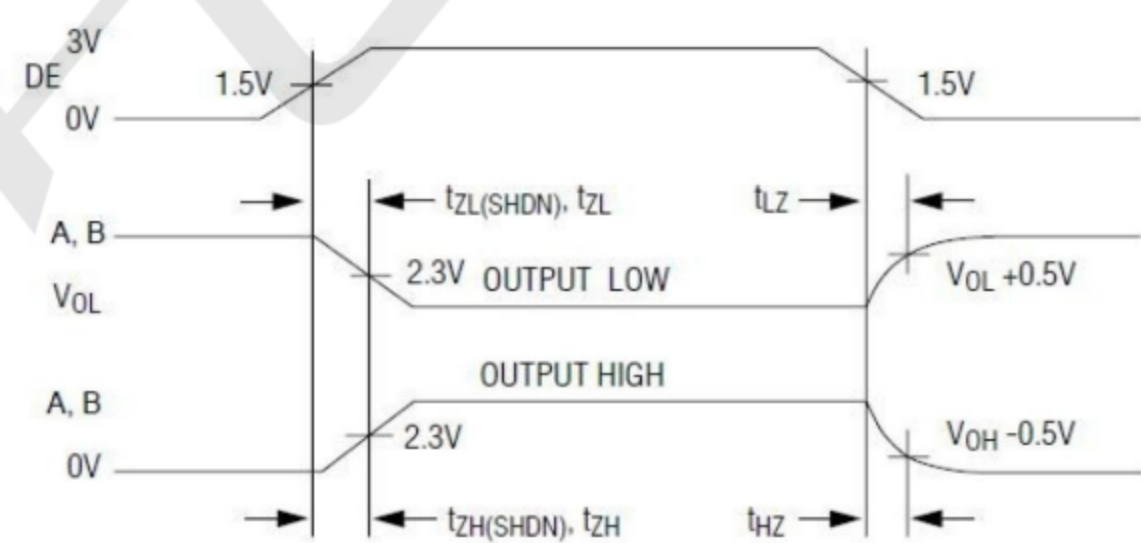 3V
DE
1.5V
1.5V
0V
tZL(SHDN), tZL
tLZ
A, B
2.3V OUTPUT LOW
VOL +0.5V
VOL
OUTPUT HIGH
A, B
2.3V
VOH -0.5V
0V
tZH(SHDN), tZH
tHZ